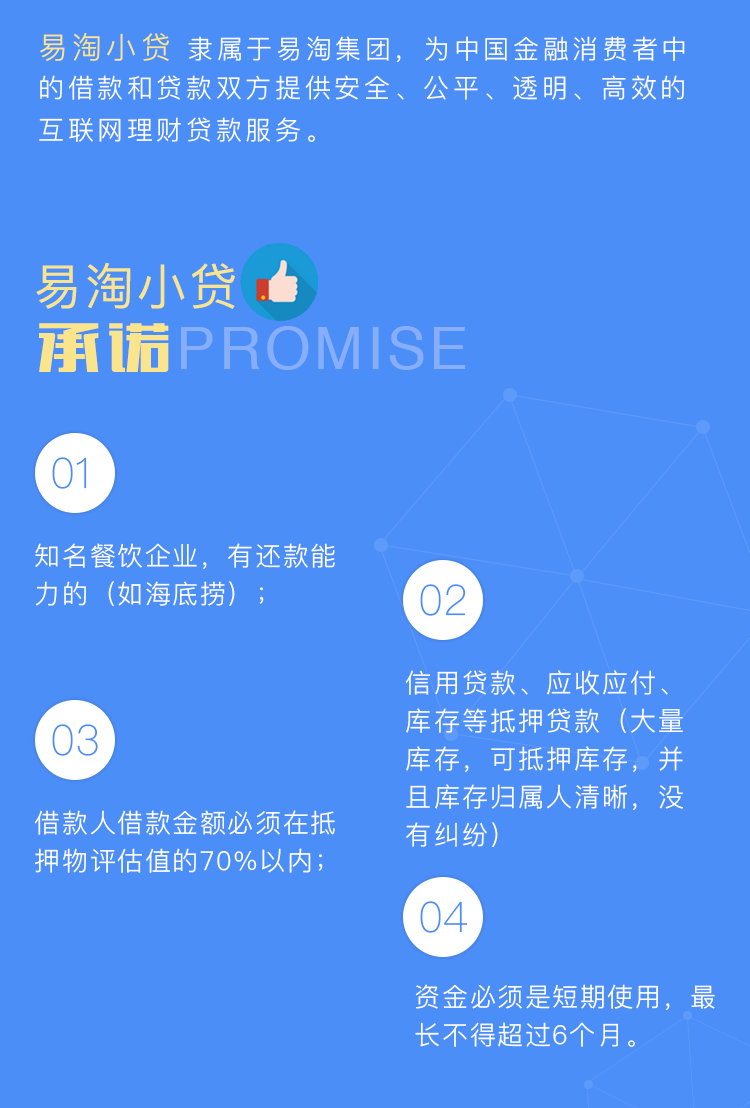 易淘小贷 隶属于易淘集团，为中国金融消费者中
的借款和贷款双方提供安全、公平、透明、高效的
互联网理财贷款服务。
易淘小贷
承诺PROMISE
01
知名餐饮企业，有还款能
力的（如海底捞）；
02
信用贷款、应收应付、
库存等抵押贷款（大量
库存，可抵押库存，并
且库存归属人清晰，没
有纠纷）
03
借款人借款金额必须在抵
押物评估值的70%以内；
04
资金必须是短期使用，最
长不得超过6个月。